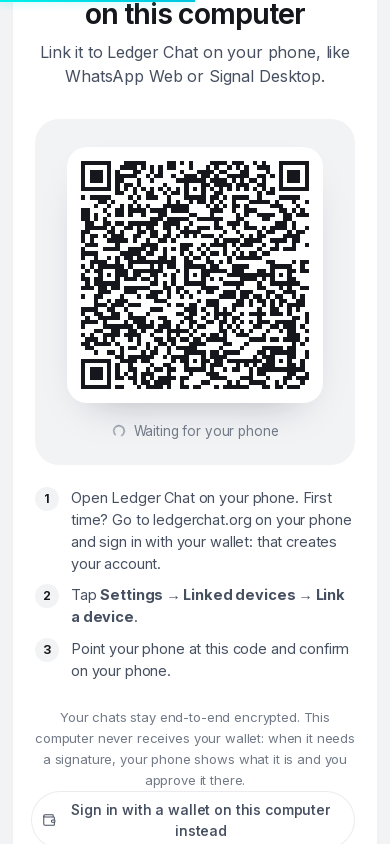 on this computer
Link it to Ledger Chat on your phone, like
WhatsApp Web or Signal Desktop.
Waiting for your phone
1 Open Ledger Chat on your phone. First
time? Go to ledgerchat.org on your phone
and sign in with your wallet: that creates
your account.
2 Tap Settings → Linked devices → Link
a device.
3 Point your phone at this code and confirm
on your phone.
Your chats stay end-to-end encrypted. This
computer never receives your wallet: when it needs
a signature, your phone shows what it is and you
approve it there.
Sign in with a wallet on this computer
instead